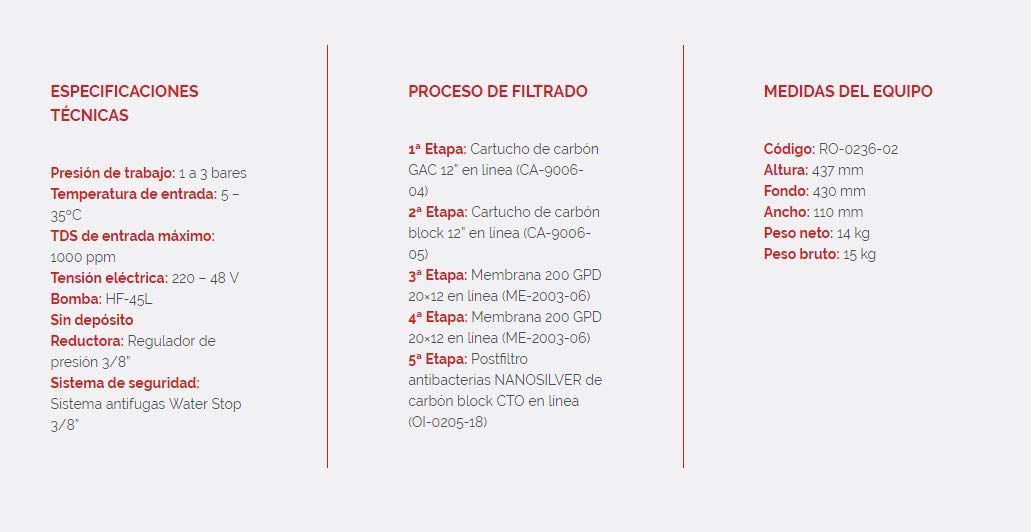 ESPECIFICACIONES
TÉCNICAS
Presión de trabajo: 1 a 3 bares
Temperatura de entrada: 5 –
35ºC
TDS de entrada máximo:
1000 ppm
Tensión eléctrica: 220 – 48 V
Bomba: HF-45L
Sin depósito
Reductora: Regulador de
presión 3/8”
Sistema de seguridad:
Sistema antifugas Water Stop
3/8”
PROCESO DE FILTRADO
1ª Etapa: Cartucho de carbón
GAC 12” en línea (CA-9006-
04)
2ª Etapa: Cartucho de carbón
block 12” en línea (CA-9006-
05)
3ª Etapa: Membrana 200 GPD
20×12 en línea (ME-2003-06)
4ª Etapa: Membrana 200 GPD
20×12 en línea (ME-2003-06)
5ª Etapa: Postfiltro
antibacterias NANOSILVER de
carbón block CTO en línea
(OI-0205-18)
MEDIDAS DEL EQUIPO
Código: RO-0236-02
Altura: 437 mm
Fondo: 430 mm
Ancho: 110 mm
Peso neto: 14 kg
Peso bruto: 15 kg